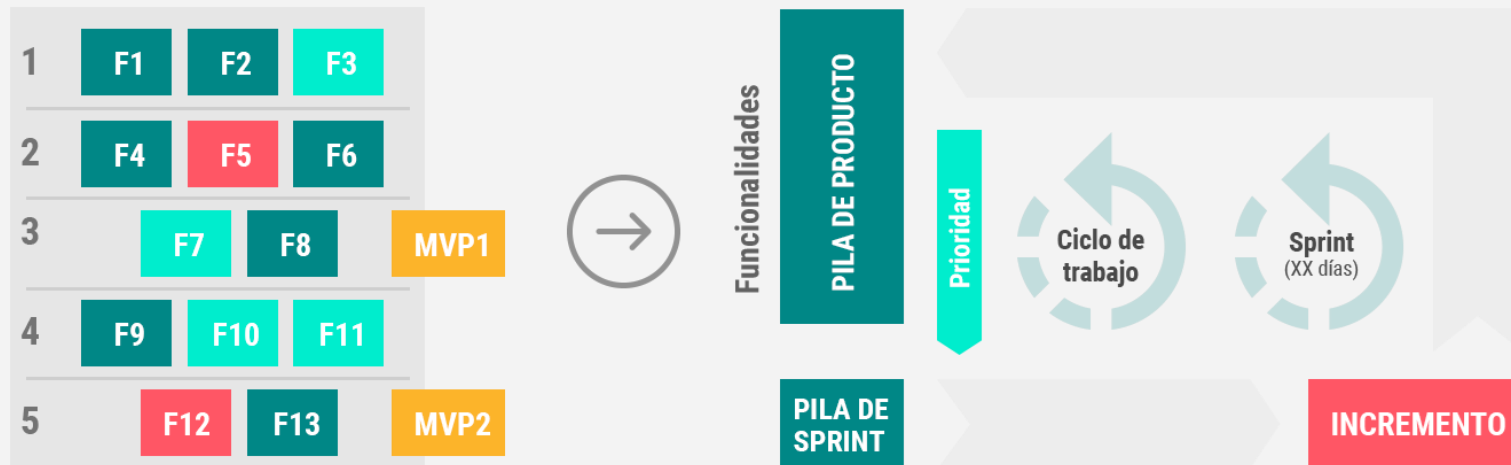 1
F1
F2
F3
2
F4
F5
F6
3
F7
F8
MVP1
4
F9
F10
F11
5
F12
F13
MVP2
Funcionalidades
PILA DE PRODUCTO
Prioridad
Ciclo de
trabajo
Sprint
(XX días)
PILA DE
SPRINT
INCREMENTO